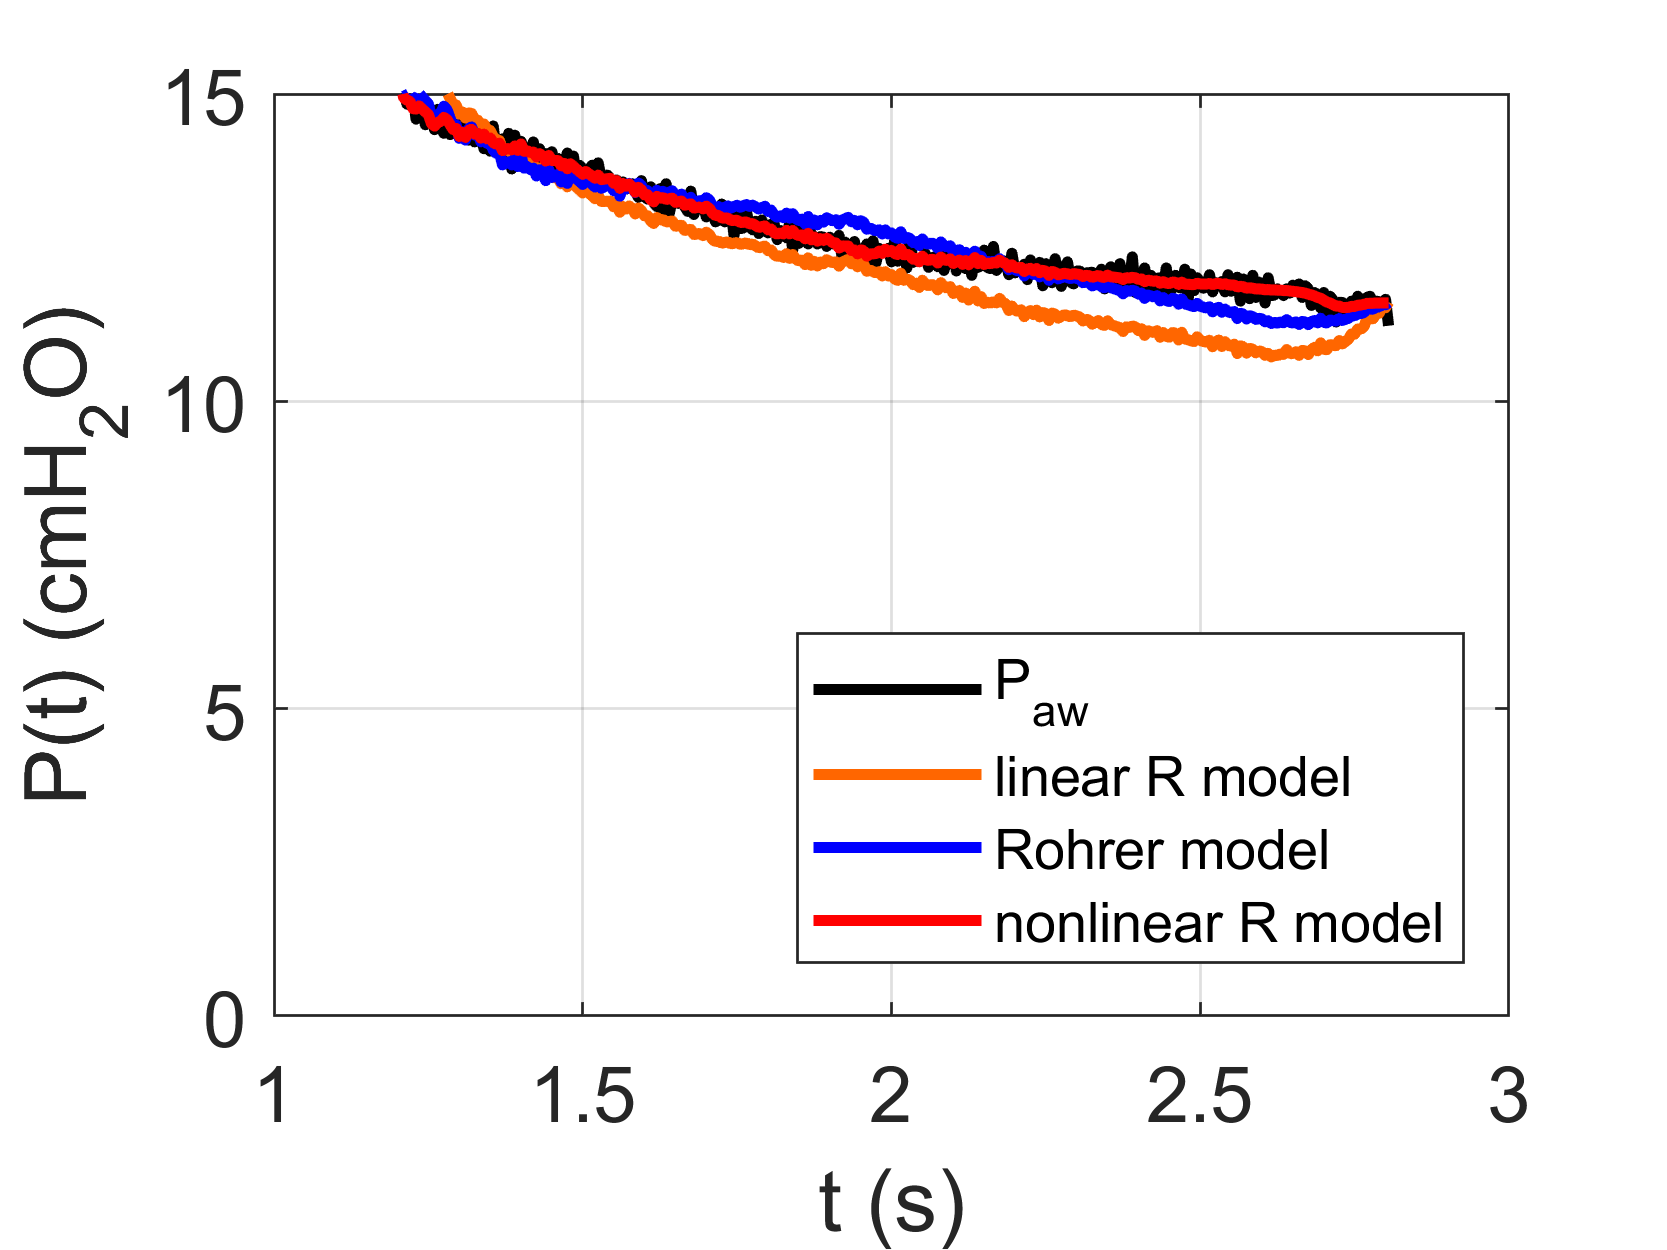 P(t) (cmH2O)
15
10
5
0
1 1.5 2 2.5 3
t (s)
Paw
linear R model
Rohrer model
nonlinear R model